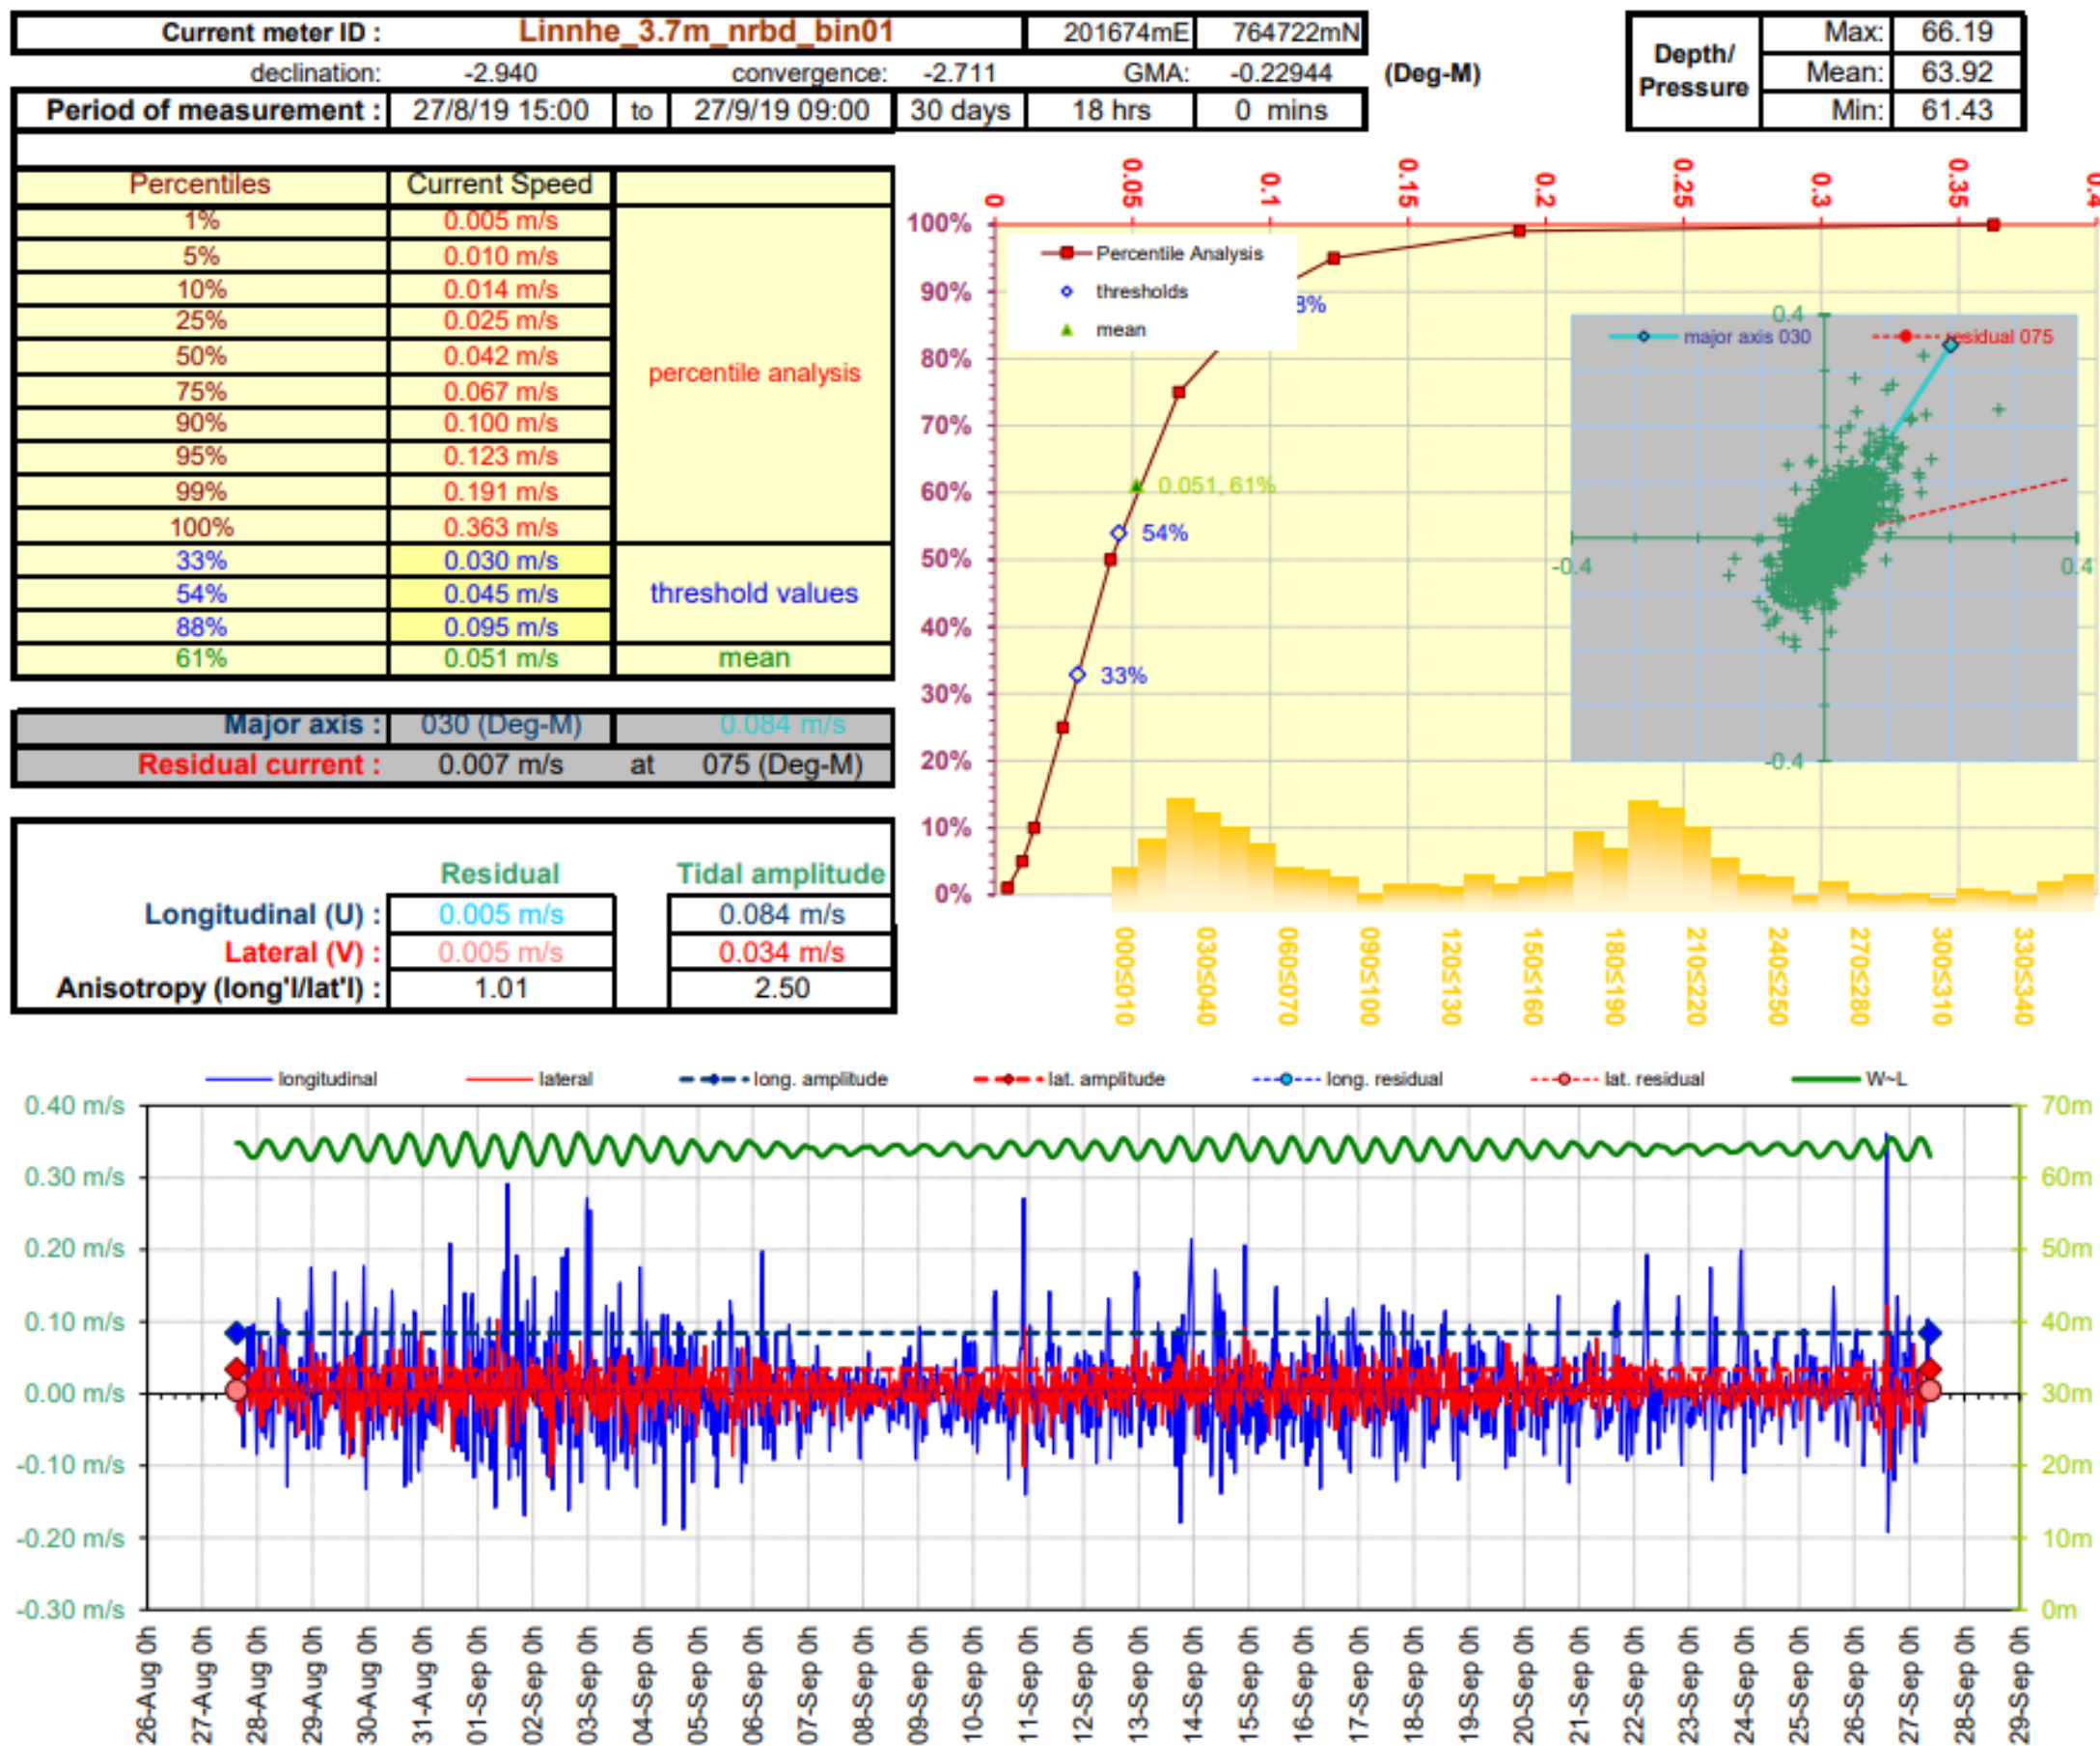 Current meter ID : Linnhe_3.7m_nrbd_bin01 201674mE 764722mN
declination: -2.940 convergence: -2.711 GMA: -0.22944 (Deg-M)
Period of measurement : 27/8/19 15:00 to 27/9/19 09:00 30 days 18 hrs 0 mins
Depth/ Pressure
Max: 66.19
Mean: 63.92
Min: 61.43
Percentiles Current Speed
1% 0.005 m/s
5% 0.010 m/s
10% 0.014 m/s
25% 0.025 m/s
50% 0.042 m/s
75% 0.067 m/s
90% 0.100 m/s
95% 0.123 m/s
99% 0.191 m/s
100% 0.363 m/s
percentile analysis
33% 0.030 m/s
54% 0.045 m/s
88% 0.095 m/s
threshold values
61% 0.051 m/s mean
Major axis : 030 (Deg-M) 0.084 m/s
Residual current : 0.007 m/s at 075 (Deg-M)
Residual Tidal amplitude
Longitudinal (U) : 0.005 m/s 0.084 m/s
Lateral (V) : 0.005 m/s 0.034 m/s
Anisotropy (long'l/lat'l) : 1.01 2.50
0 0.05 0.1 0.15 0.2 0.25 0.3 0.35 0.4
100%
90%
80%
70%
60%
50%
40%
30%
20%
10%
0%
Percentile Analysis
thresholds
mean
8%
0.051, 61%
54%
33%
0.4
major axis 030 residual 075
-0.4 0.4
-0.4
000≤010 030≤040 060≤070 090≤100 120≤130 150≤160 180≤190 210≤220 240≤250 270≤280 300≤310 330≤340
longitudinal lateral long. amplitude lat. amplitude long. residual lat. residual W~L
0.40 m/s
0.30 m/s
0.20 m/s
0.10 m/s
0.00 m/s
-0.10 m/s
-0.20 m/s
-0.30 m/s
70m
60m
50m
40m
30m
20m
10m
0m
26-Aug 0h 27-Aug 0h 28-Aug 0h 29-Aug 0h 30-Aug 0h 31-Aug 0h 01-Sep 0h 02-Sep 0h 03-Sep 0h 04-Sep 0h 05-Sep 0h 06-Sep 0h 07-Sep 0h 08-Sep 0h 09-Sep 0h 10-Sep 0h 11-Sep 0h 12-Sep 0h 13-Sep 0h 14-Sep 0h 15-Sep 0h 16-Sep 0h 17-Sep 0h 18-Sep 0h 19-Sep 0h 20-Sep 0h 21-Sep 0h 22-Sep 0h 23-Sep 0h 24-Sep 0h 25-Sep 0h 26-Sep 0h 27-Sep 0h 28-Sep 0h 29-Sep 0h